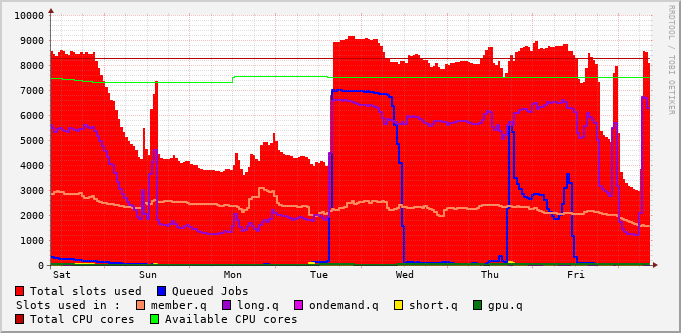 10000
9000
8000
7000
6000
5000
4000
3000
2000
1000
0
Sat Sun Mon Tue Wed Thu Fri
Total slots used Queued Jobs
Slots used in : member.q long.q ondemand.q short.q gpu.q
Total CPU cores Available CPU cores
RRDTOOL / TOBI OETIKER